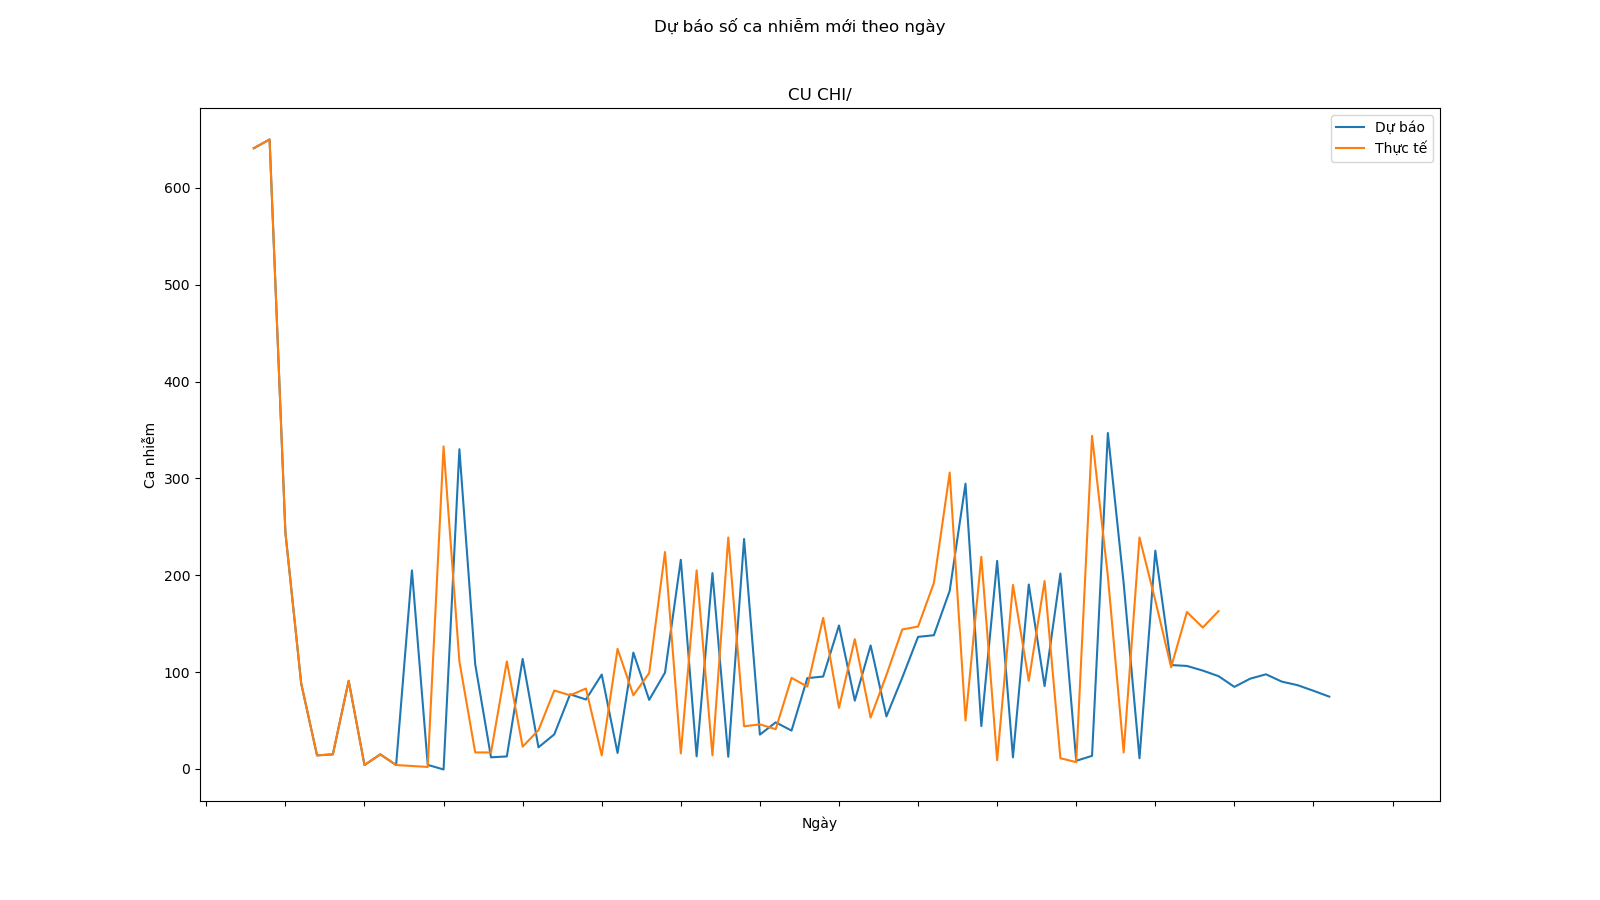 Dự báo số ca nhiễm mới theo ngày
CU CHI/
Dự báo
Thực tế
600
500
400
300
200
100
0
Ca nhiễm
Ngày